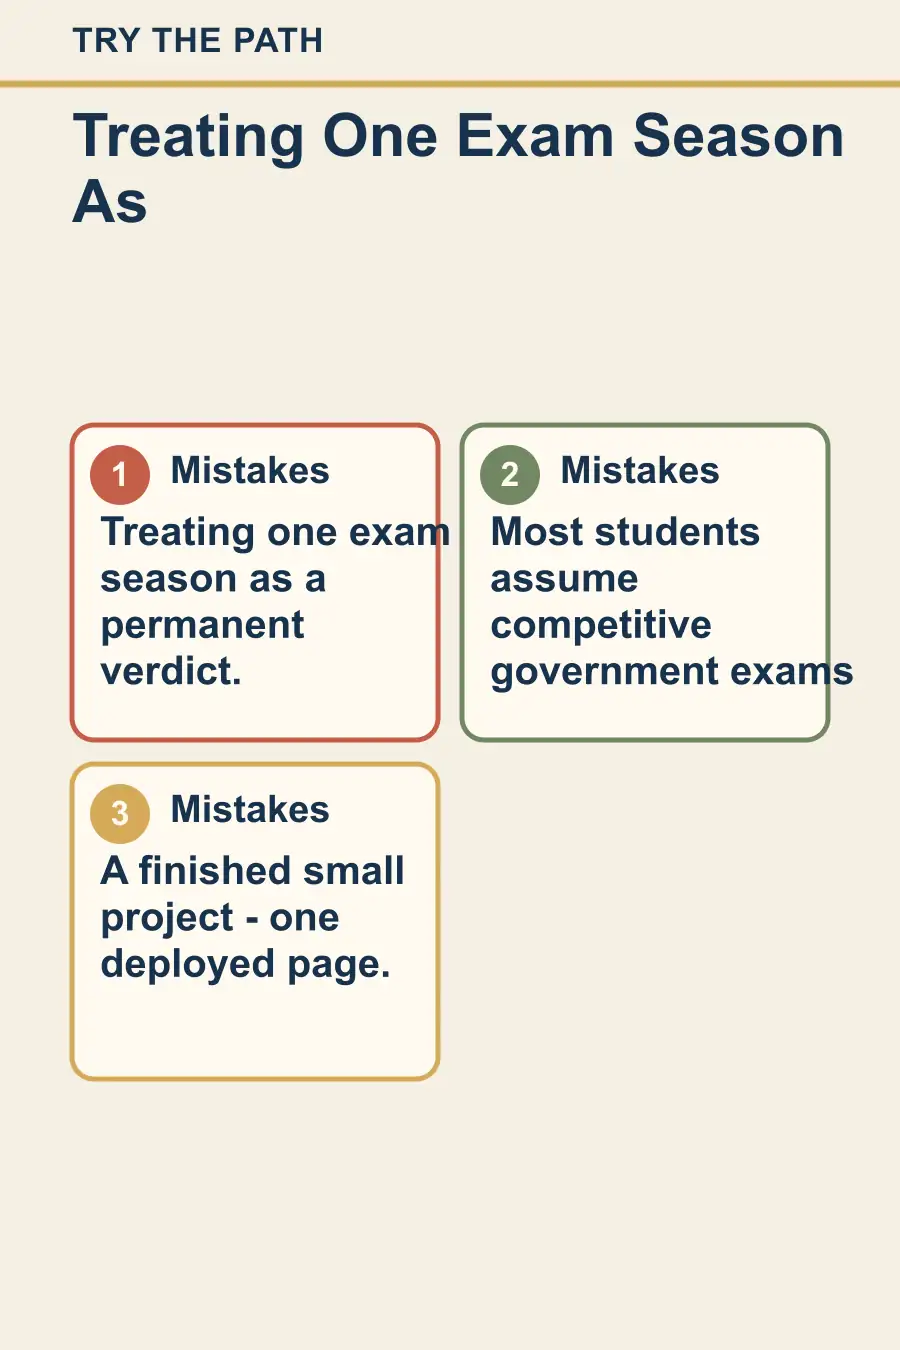 TRY THE PATH
Treating One Exam Season
As
1 Mistakes
Treating one exam
season as a
permanent
verdict.
2 Mistakes
Most students
assume
competitive
government exams
3 Mistakes
A finished small
project - one
deployed page.